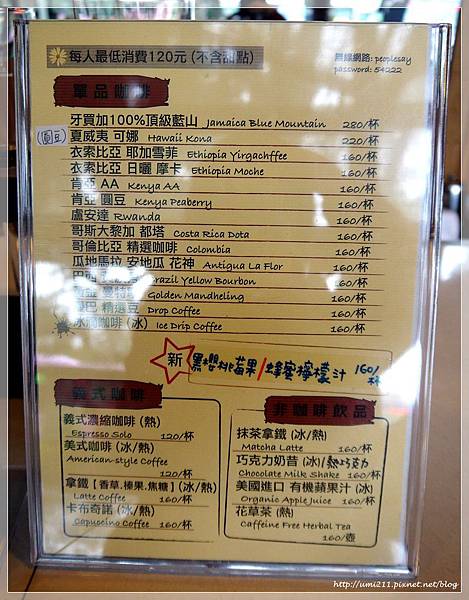 每人最低消費120元 (不含甜點)
無線網路: peoplesay
password: 54222
單品咖啡
牙買加100%頂級藍山 Jamaica Blue Mountain 280/杯
(圓豆) 夏威夷 可娜 Hawaii Kona 220/杯
衣索比亞 耶加雪菲 Ethiopia Yirgachffee 160/杯
衣索比亞 日曬 摩卡 Ethiopia Moche 160/杯
肯亞 AA Kenya AA 160/杯
肯亞 圓豆 Kenya Peaberry 160/杯
盧安達 Rwanda 160/杯
哥斯大黎加 都塔 Costa Rica Dota 160/杯
哥倫比亞 精選咖啡 Colombia 160/杯
瓜地馬拉 安地瓜 花神 Antigua La Flor 160/杯
巴西 Brazil Yellow Bourbon 160/杯
Golden Mandheling 160/杯
精選豆 Drop Coffee 160/杯
冰滴咖啡 (冰) Ice Drip Coffee 160/杯
新 黑櫻桃莓果/蜂蜜檸檬汁 160/杯
義式咖啡
義式濃縮咖啡 (熱)
Espresso Solo 120/杯
美式咖啡 (冰/熱)
American-style Coffee
120/杯
拿鐵【香草.榛果.焦糖】(冰/熱)
Latte Coffee 160/杯
卡布奇諾 (冰/熱)
Capuccino Coffee 160/杯
非咖啡飲品
抹茶拿鐵 (冰/熱)
Matcha Latte 160/杯
巧克力奶昔 (冰)/熱巧克力
Chocolate Milk Shake 160/杯
美國進口 有機蘋果汁 (冰)
Organic Apple Juice 160/杯
花草茶 (熱)
Caffeine Free Herbal Tea
160/壺
http://umi211.pixnet.net/blog